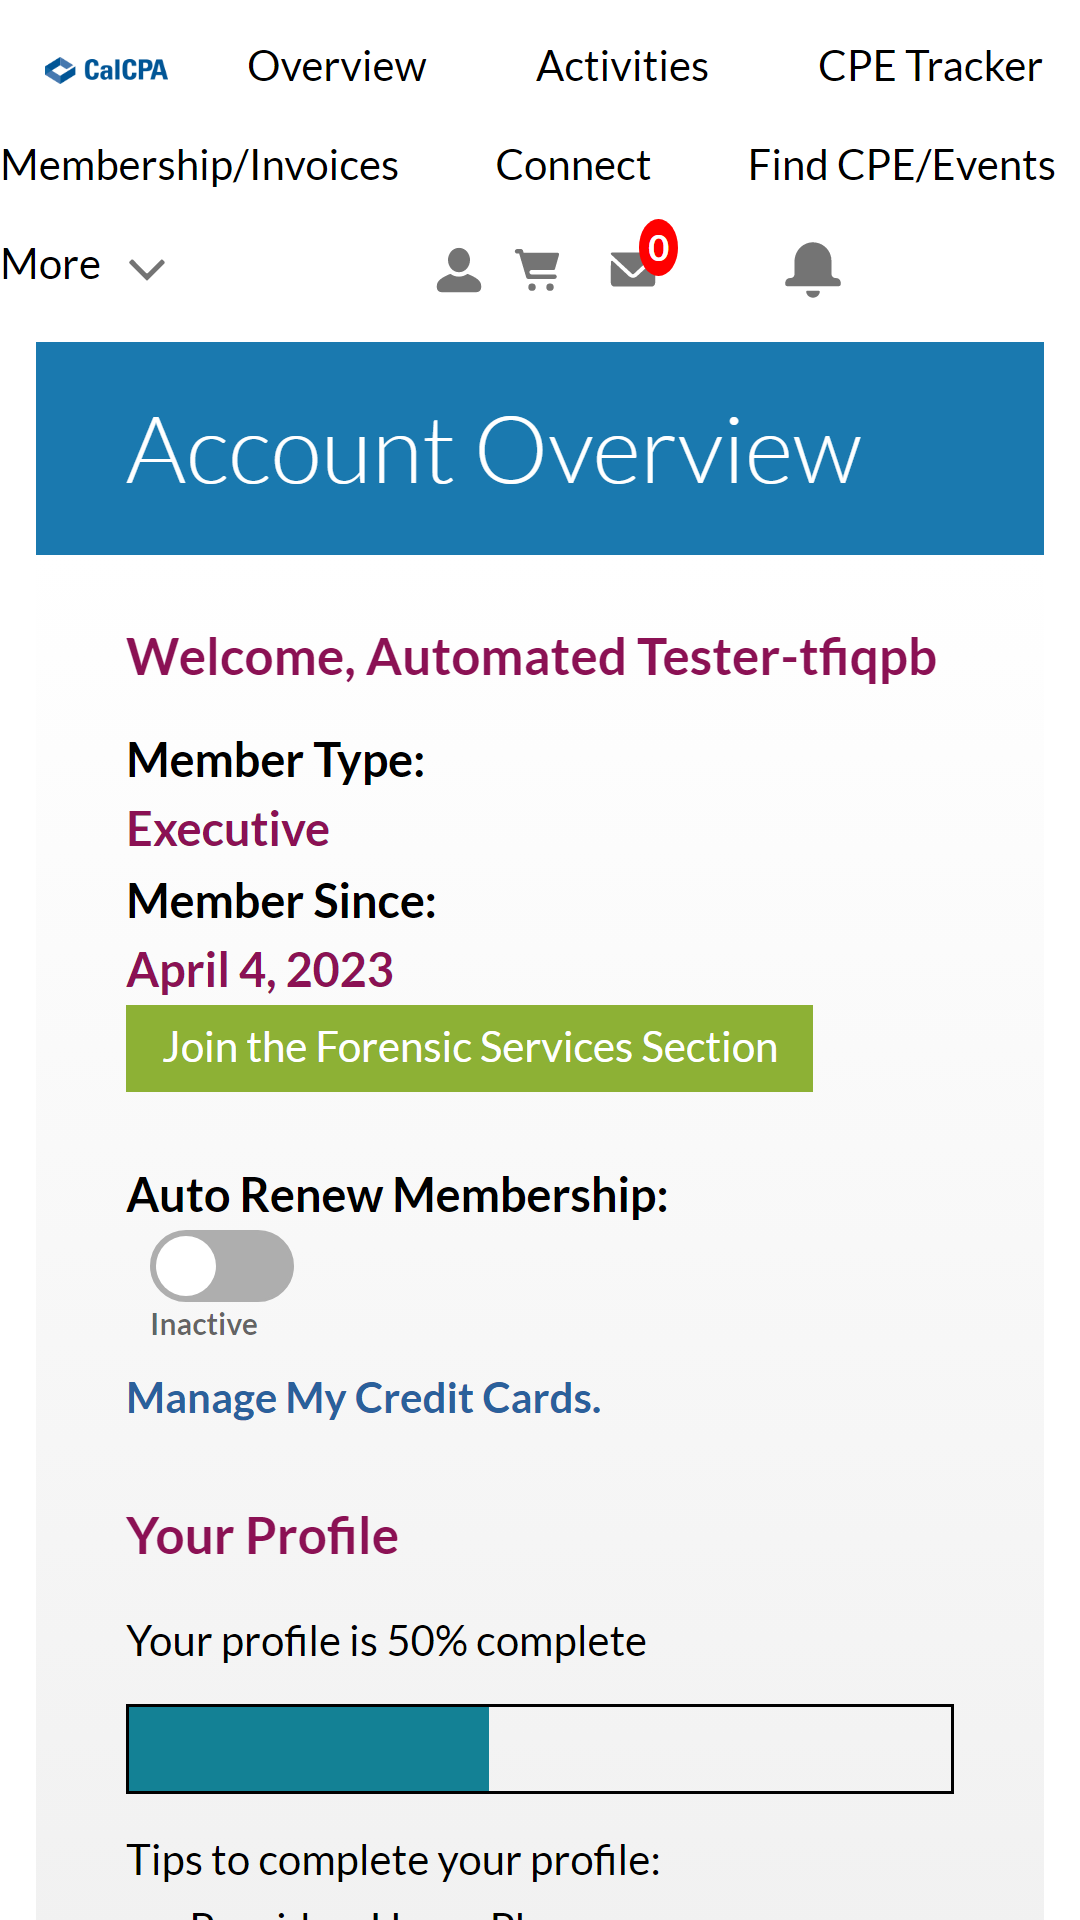 CalCPA Overview Activities CPE Tracker
Membership/Invoices Connect Find CPE/Events
More 0
Account Overview
Welcome, Automated Tester-tfiqpb
Member Type:
Executive
Member Since:
April 4, 2023
Join the Forensic Services Section
Auto Renew Membership:
Inactive
Manage My Credit Cards.
Your Profile
Your profile is 50% complete
Tips to complete your profile: